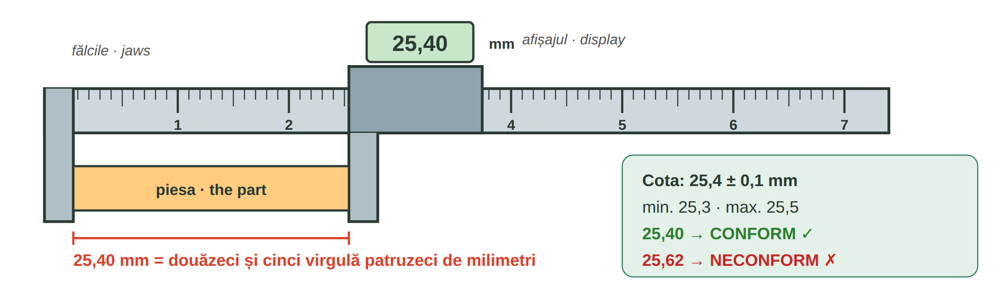 25,40
mm
afișajul · display
fălcile · jaws
1 2 4 5 6 7
piesa · the part
25,40 mm = douăzeci și cinci virgulă patruzeci de milimetri
Cota: 25,4 ± 0,1 mm
min. 25,3 · max. 25,5
25,40 → CONFORM ✓
25,62 → NECONFORM ✗